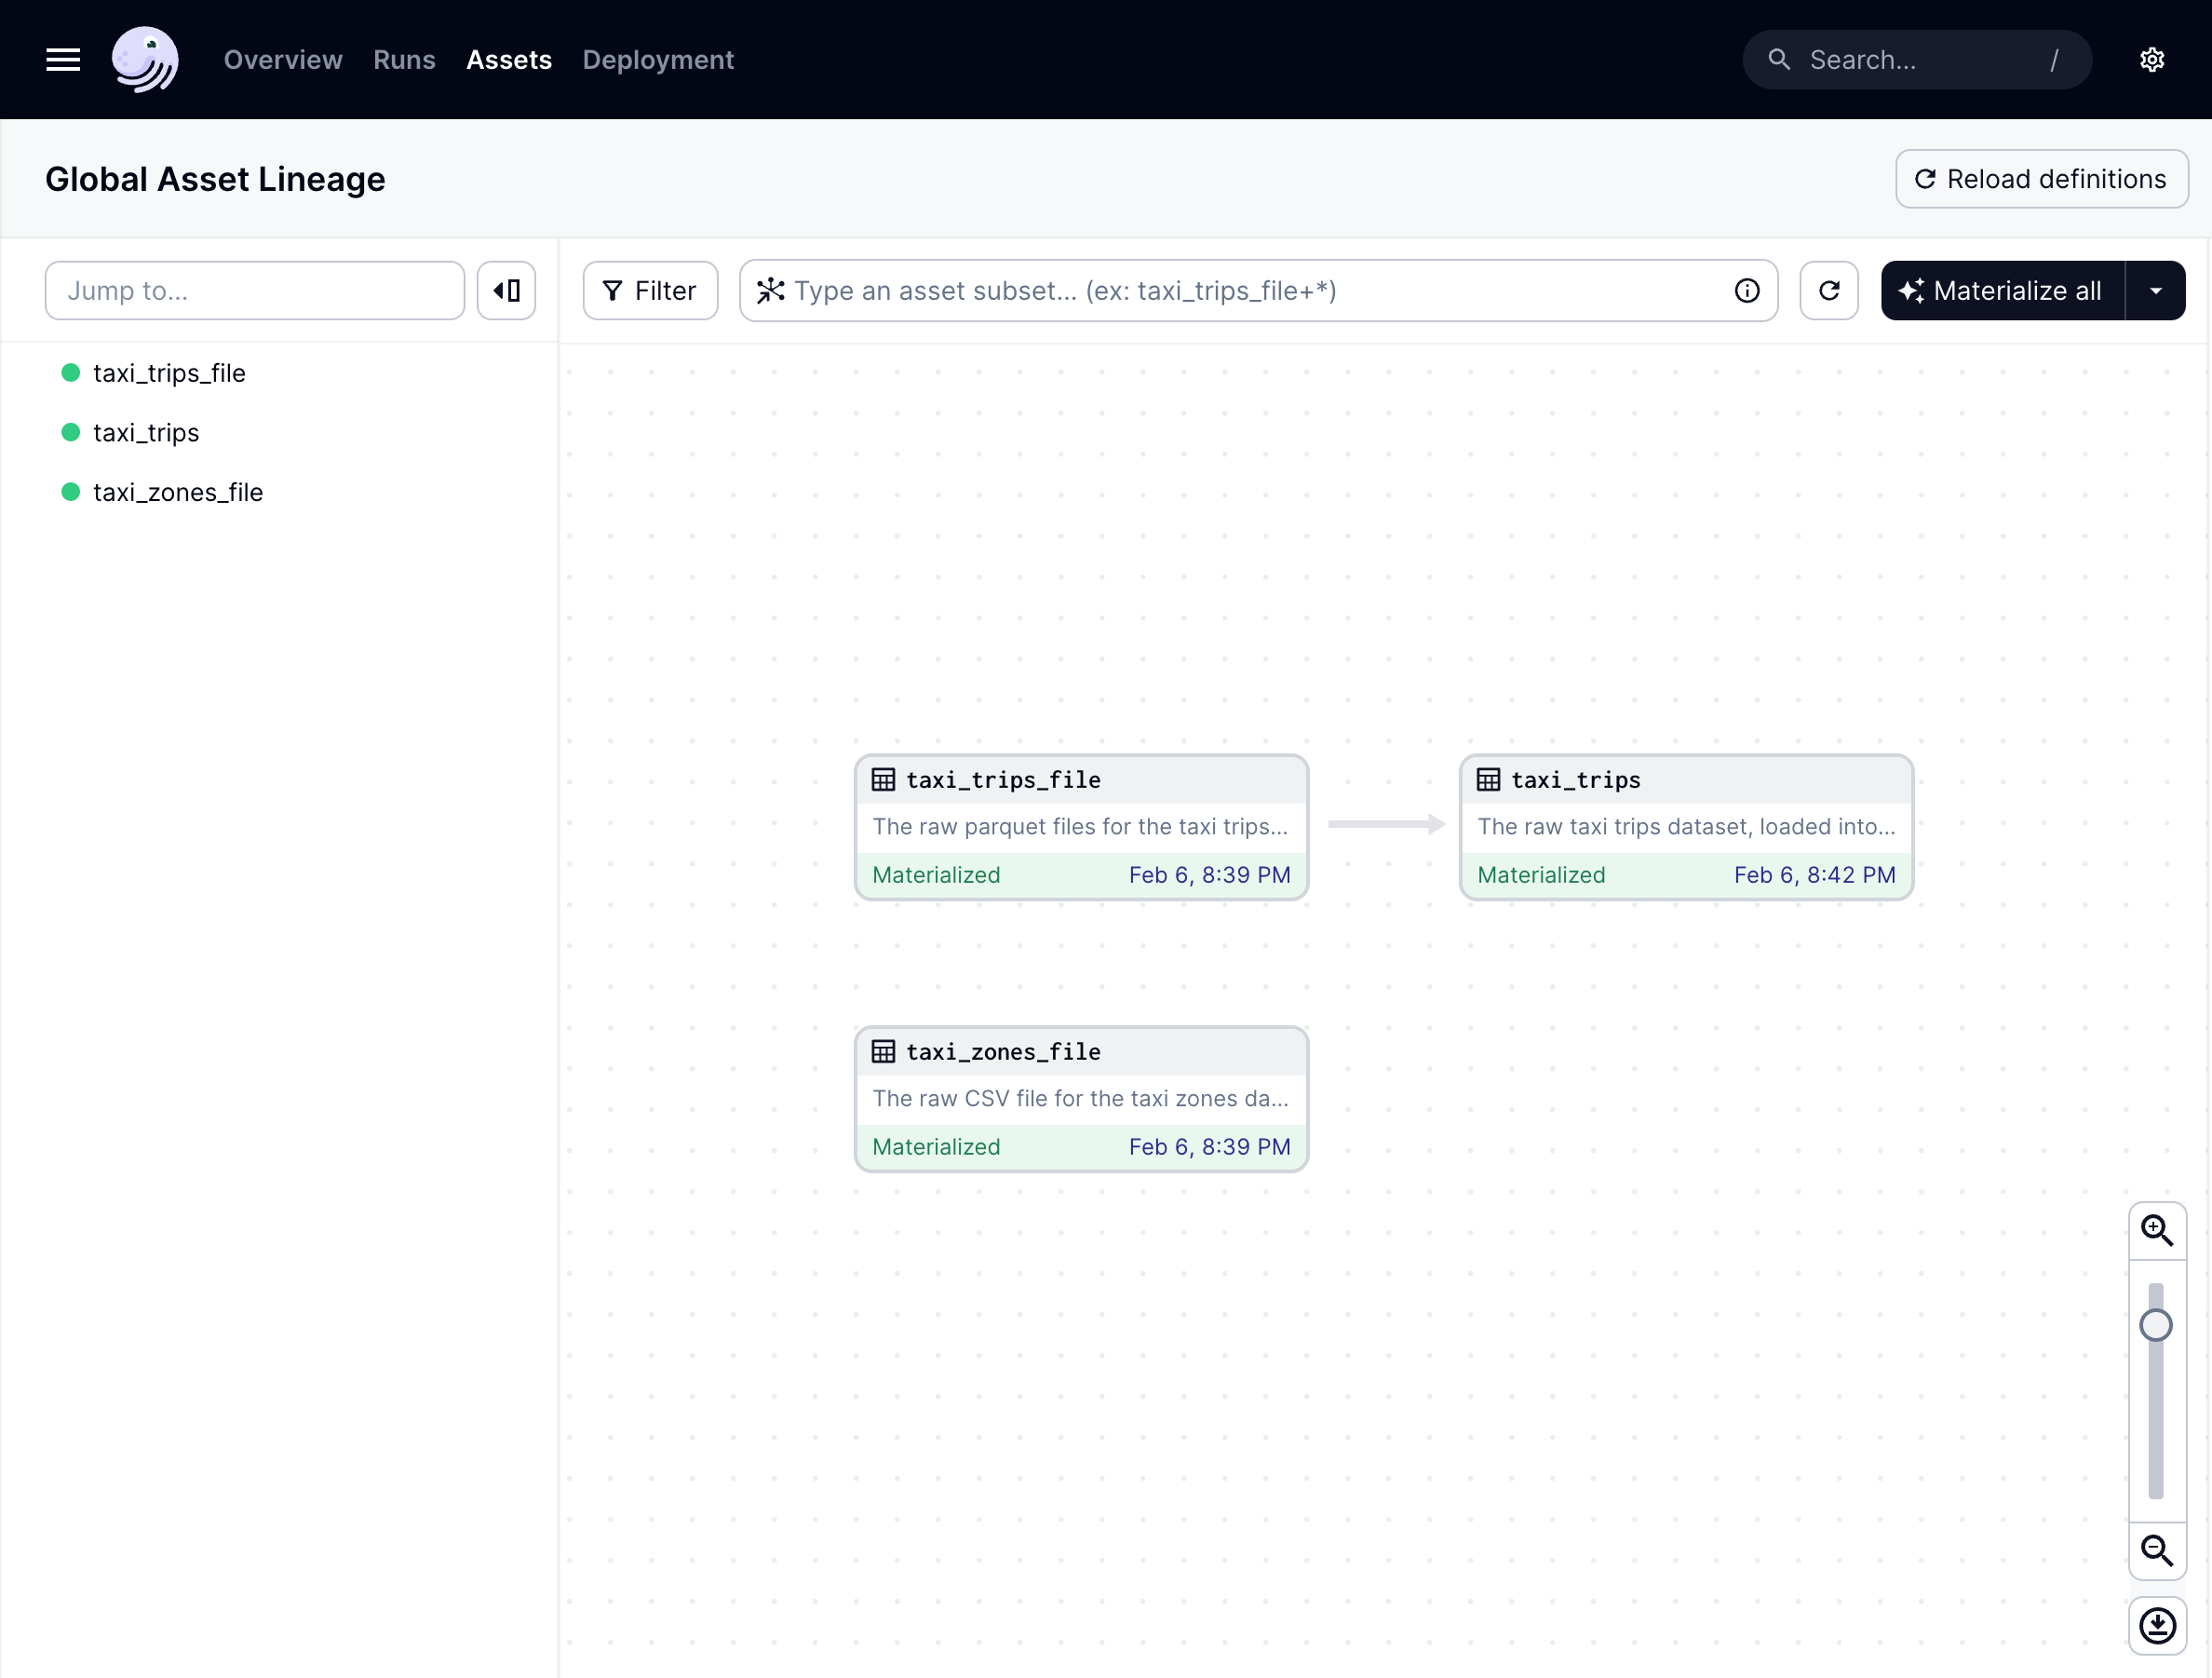 Overview Runs Assets Deployment Search... /
Global Asset Lineage Reload definitions
Jump to... Filter Type an asset subset... (ex: taxi_trips_file+*) Materialize all
taxi_trips_file
taxi_trips
taxi_zones_file
taxi_trips_file
The raw parquet files for the taxi trips...
Materialized Feb 6, 8:39 PM
taxi_trips
The raw taxi trips dataset, loaded into...
Materialized Feb 6, 8:42 PM
taxi_zones_file
The raw CSV file for the taxi zones da...
Materialized Feb 6, 8:39 PM